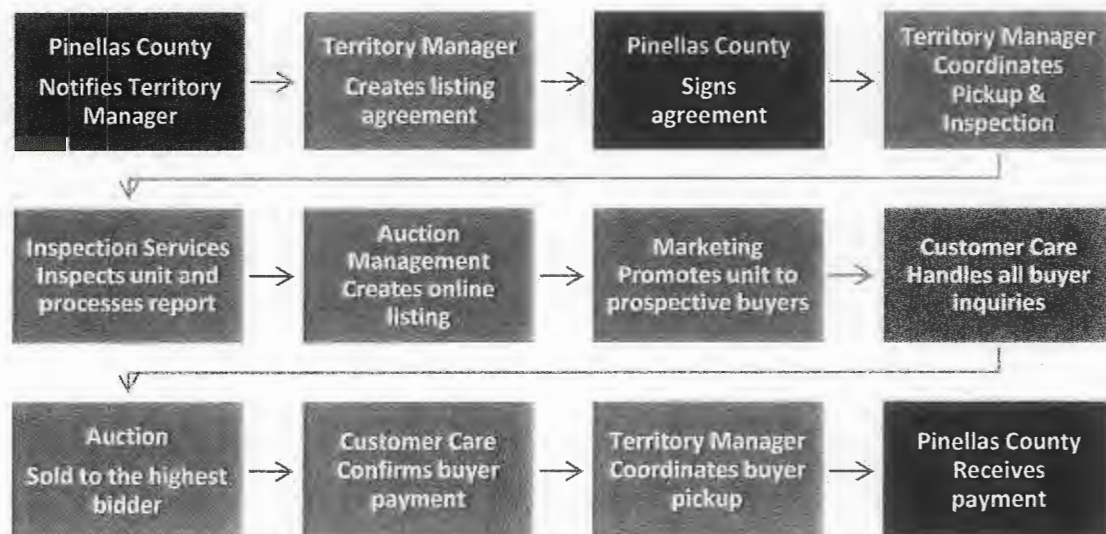 Pinellas County
Notifies Territory
Manager
Territory Manager
Creates listing
agreement
Pinellas County
Signs
agreement
Territory Manager
Coordinates
Pickup &
Inspection
Inspection Services
Inspects unit and
processes report
Auction
Management
Creates online
listing
Marketing
Promotes unit to
prospective buyers
Customer Care
Handles all buyer
inquiries
Auction
Sold to the highest
bidder
Customer Care
Confirms buyer
payment
Territory Manager
Coordinates buyer
pickup
Pinellas County
Receives
payment